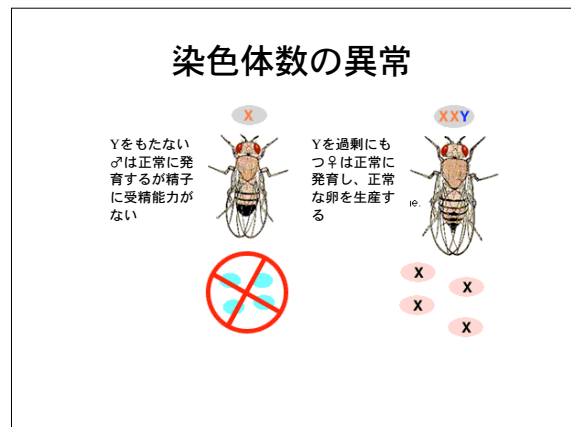 染色体数の異常
X
Yをもたない
♂は正常に発
育するが精子
に受精能力が
ない
XXY
Yを過剰にも
つ♀は正常に
発育し、正常
な卵を生産す
る
ıe.
X
X
X
X